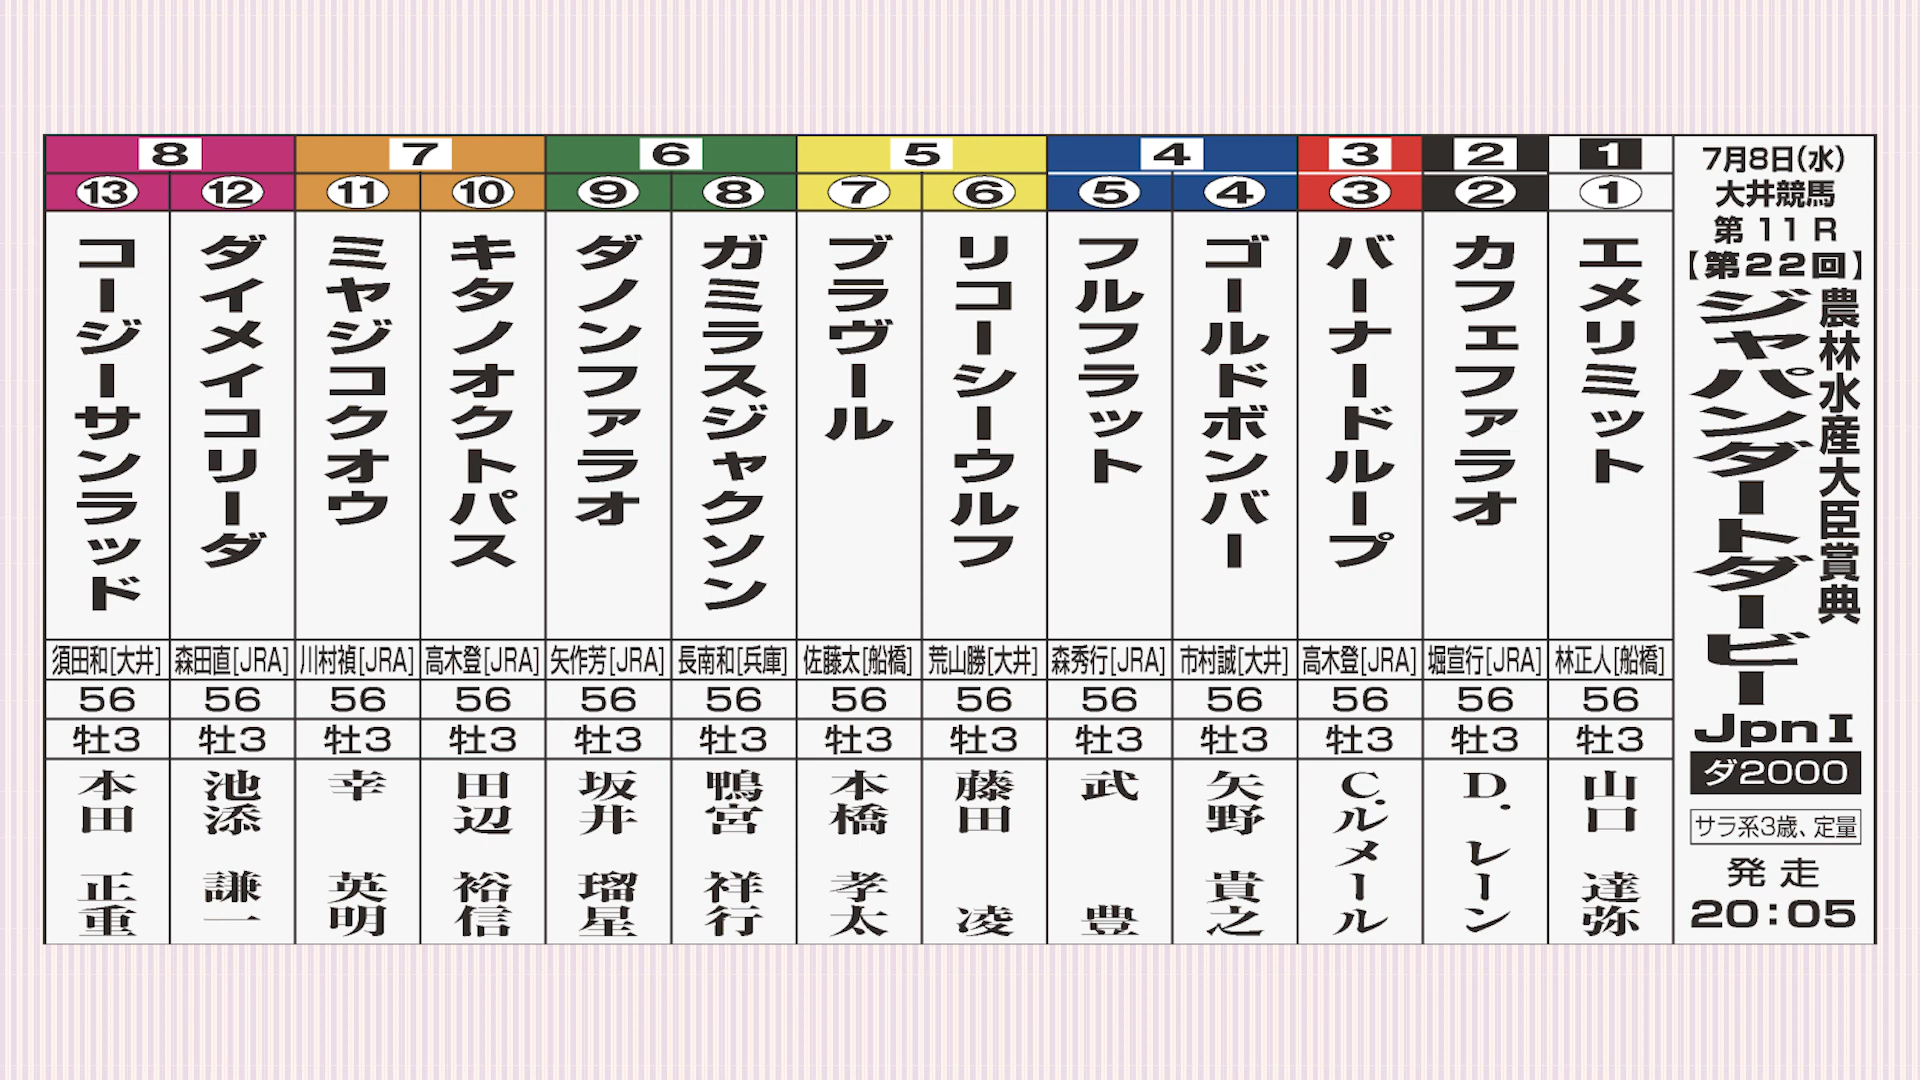 7月8日(水)
大井競馬
第11R
【第22回】
農林水産大臣賞典
ジャパンダートダービー
JpnI
ダ2000
サラ系3歳、定量
発走
20:05
1
①
エメリミット
林正人[船橋]
56
牡3
山口達弥
2
②
カフェファラオ
堀宣行[JRA]
56
牡3
D.レーン
3
③
バーナードループ
高木登[JRA]
56
牡3
C.ルメール
4
④
ゴールドボンバー
市村誠[大井]
56
牡3
矢野貴之
⑤
フルフラット
森秀行[JRA]
56
牡3
武豊
5
⑥
リコーシーウルフ
荒山勝[大井]
56
牡3
藤田凌
⑦
ブラヴール
佐藤太[船橋]
56
牡3
本橋孝太
6
⑧
ガミラスジャクソン
長南和[兵庫]
56
牡3
鴨宮祥行
⑨
ダノンファラオ
矢作芳[JRA]
56
牡3
坂井瑠星
7
⑩
キタノオクトパス
高木登[JRA]
56
牡3
田辺裕信
⑪
ミヤジコクオウ
川村禎[JRA]
56
牡3
幸英明
8
⑫
ダイメイコリーダ
森田直[JRA]
56
牡3
池添謙一
⑬
コージーサンラッド
須田和[大井]
56
牡3
本田正重